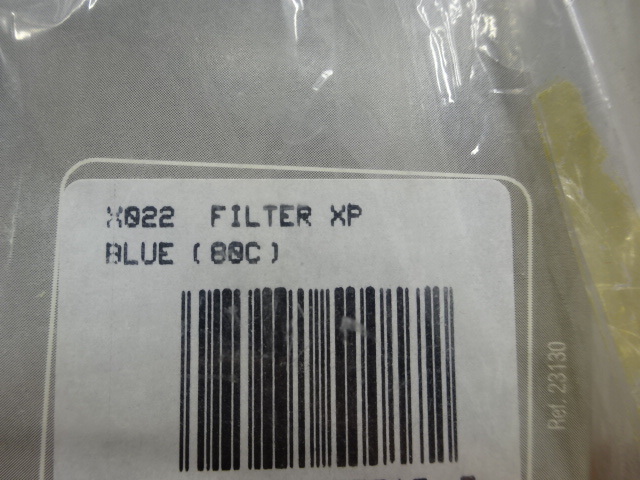 X022 FILTER XP
BLUE (80C)
Ref. 23130